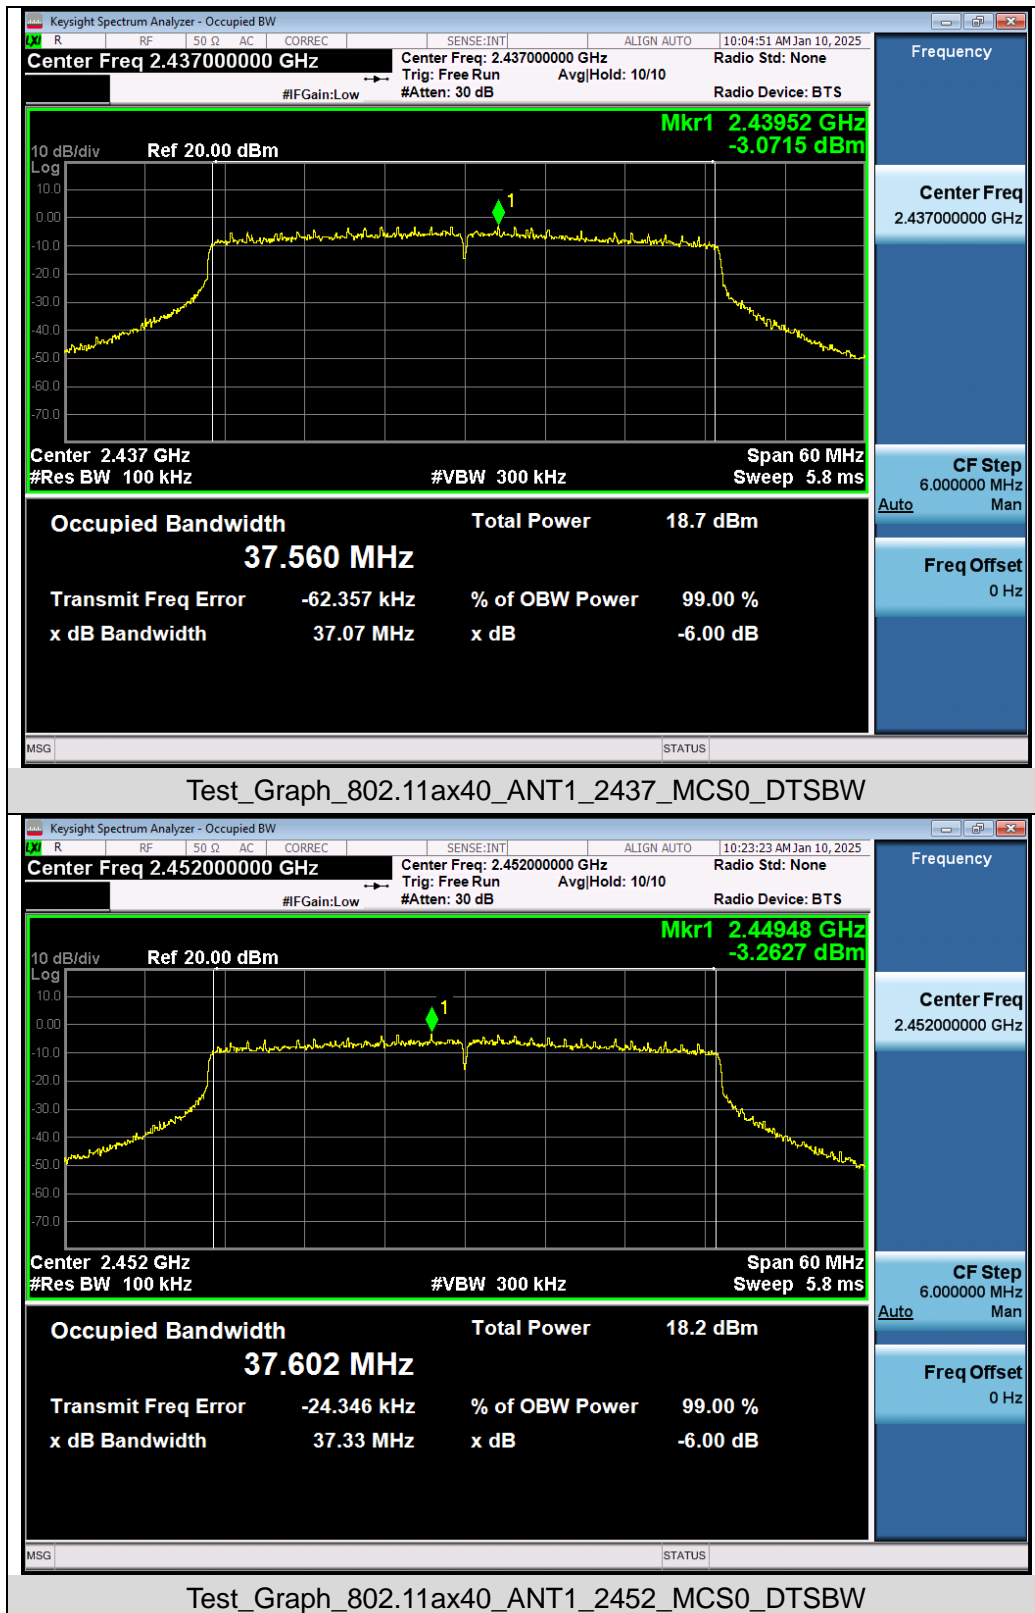 Keysight Spectrum Analyzer - Occupied BW
LXI R RF 50 Ω AC CORREC SENSE:INT ALIGN AUTO 10:04:51 AM Jan 10, 2025
Center Freq 2.437000000 GHz
Center Freq: 2.437000000 GHz
Radio Std: None
Trig: Free Run Avg|Hold: 10/10
#IFGain:Low #Atten: 30 dB
Radio Device: BTS
Frequency
Mkr1 2.43952 GHz
-3.0715 dBm
10 dB/div Ref 20.00 dBm
Log
10.0
0.00
-10.0
-20.0
-30.0
-40.0
-50.0
-60.0
-70.0
1
Center 2.437 GHz Span 60 MHz
#Res BW 100 kHz #VBW 300 kHz Sweep 5.8 ms
Center Freq
2.437000000 GHz
CF Step
6.000000 MHz
Auto Man
Freq Offset
0 Hz
Occupied Bandwidth Total Power 18.7 dBm
37.560 MHz
Transmit Freq Error -62.357 kHz % of OBW Power 99.00 %
x dB Bandwidth 37.07 MHz x dB -6.00 dB
MSG STATUS
Test_Graph_802.11ax40_ANT1_2437_MCS0_DTSBW
Keysight Spectrum Analyzer - Occupied BW
LXI R RF 50 Ω AC CORREC SENSE:INT ALIGN AUTO 10:23:23 AM Jan 10, 2025
Center Freq 2.452000000 GHz
Center Freq: 2.452000000 GHz
Radio Std: None
Trig: Free Run Avg|Hold: 10/10
#IFGain:Low #Atten: 30 dB
Radio Device: BTS
Frequency
Mkr1 2.44948 GHz
-3.2627 dBm
10 dB/div Ref 20.00 dBm
Log
10.0
0.00
-10.0
-20.0
-30.0
-40.0
-50.0
-60.0
-70.0
1
Center 2.452 GHz Span 60 MHz
#Res BW 100 kHz #VBW 300 kHz Sweep 5.8 ms
Center Freq
2.452000000 GHz
CF Step
6.000000 MHz
Auto Man
Freq Offset
0 Hz
Occupied Bandwidth Total Power 18.2 dBm
37.602 MHz
Transmit Freq Error -24.346 kHz % of OBW Power 99.00 %
x dB Bandwidth 37.33 MHz x dB -6.00 dB
MSG STATUS
Test_Graph_802.11ax40_ANT1_2452_MCS0_DTSBW